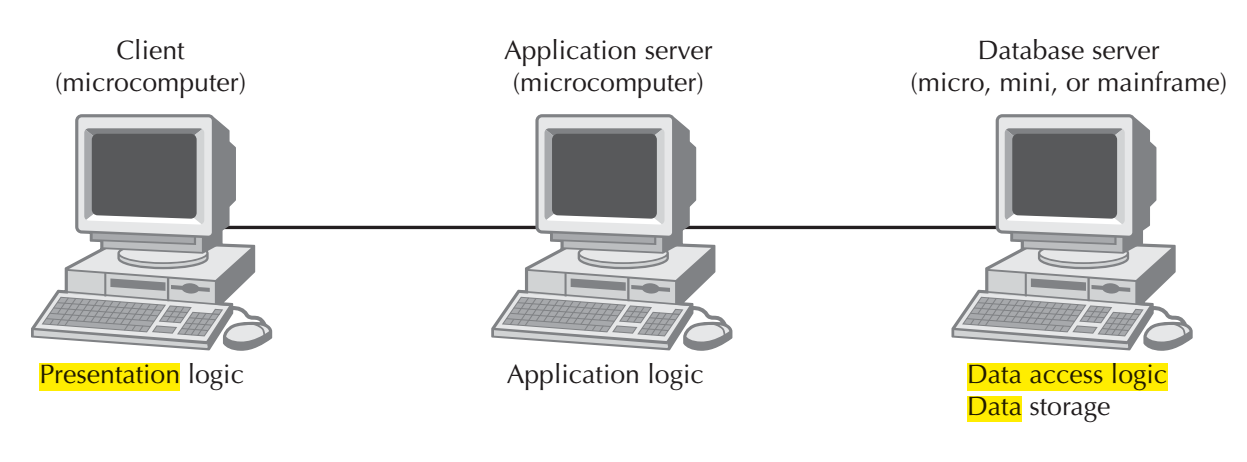 Client
(microcomputer)
Application server
(microcomputer)
Database server
(micro, mini, or mainframe)
Presentation logic
Application logic
Data access logic
Data storage